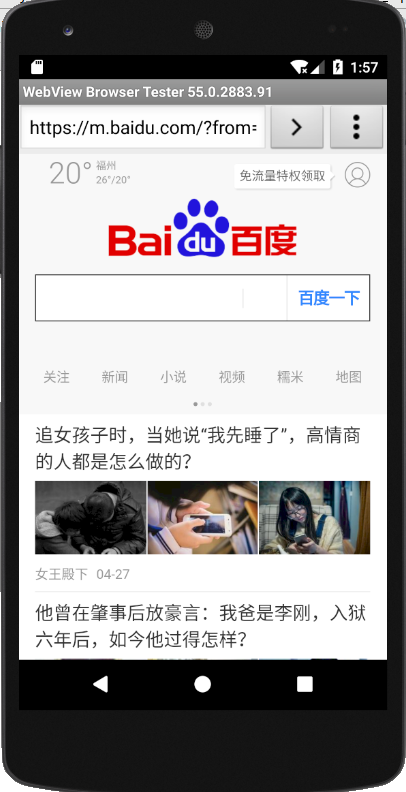 1:57
WebView Browser Tester 55.0.2883.91
https://m.baidu.com/?from=
20° 福州
26°/20°
免流量特权领取
Bai du 百度
百度一下
关注 新闻 小说 视频 糯米 地图
追女孩子时，当她说“我先睡了”，高情商
的人都是怎么做的？
女王殿下 04-27
他曾在肇事后放豪言：我爸是李刚，入狱
六年后，如今他过得怎样？